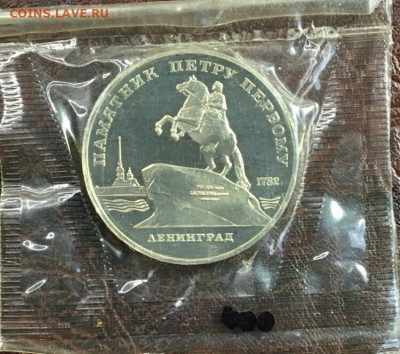 COINS.LAVE.RU
ПАМЯТНИК ПЕТРУ ПЕРВОМУ
1782
ЛЕНИНГРАД